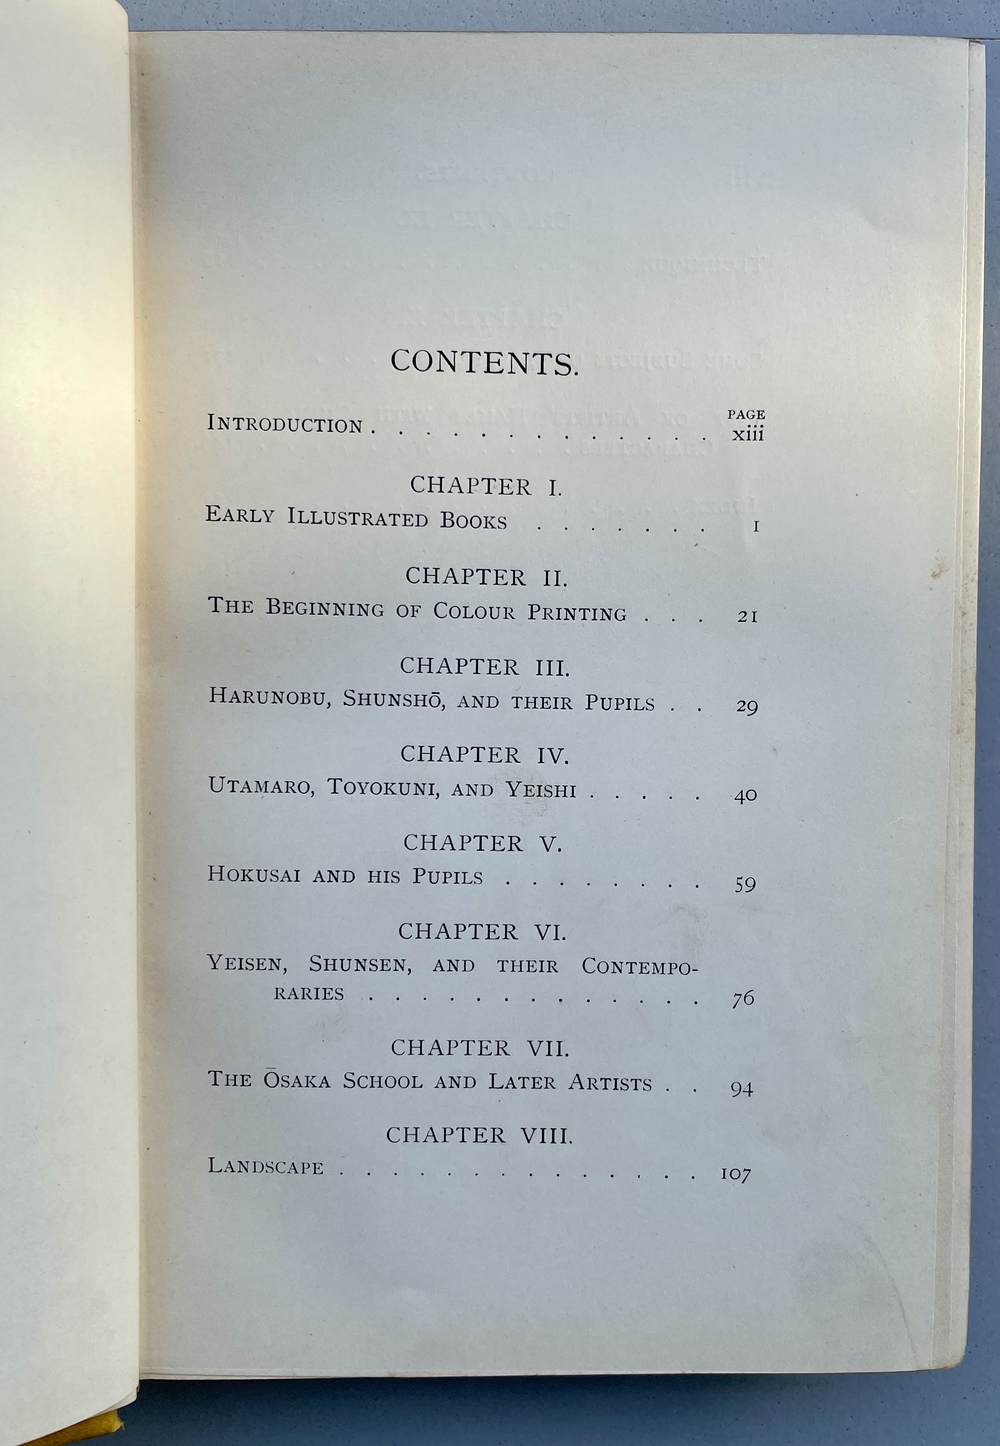 CONTENTS.
PAGE
INTRODUCTION . . . . . . . . . . . . . xiii
CHAPTER I.
EARLY ILLUSTRATED BOOKS . . . . . . . 1
CHAPTER II.
THE BEGINNING OF COLOUR PRINTING . . . 21
CHAPTER III.
HARUNOBU, SHUNSHŌ, AND THEIR PUPILS . . 29
CHAPTER IV.
UTAMARO, TOYOKUNI, AND YEISHI . . . . . 40
CHAPTER V.
HOKUSAI AND HIS PUPILS . . . . . . . . 59
CHAPTER VI.
YEISEN, SHUNSEN, AND THEIR CONTEMPO-
RARIES . . . . . . . . . . . . . 76
CHAPTER VII.
THE ŌSAKA SCHOOL AND LATER ARTISTS . . 94
CHAPTER VIII.
LANDSCAPE . . . . . . . . . . . . . . 107